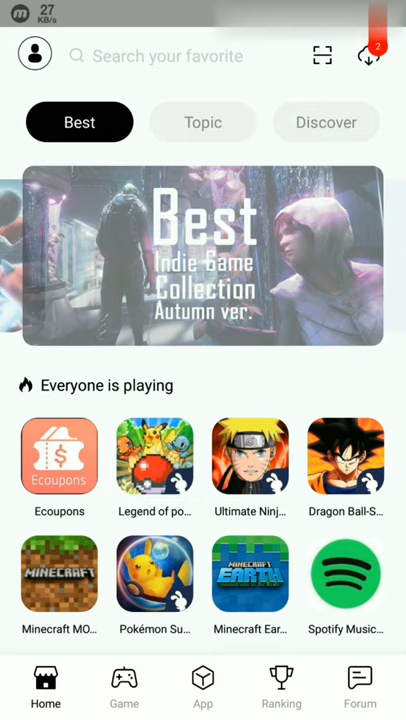 27
KB/s
2
Search your favorite
Best
Topic
Discover
Best
Indie Game
Collection
Autumn ver.
Everyone is playing
Ecoupons
MINECRAFT
MINECRAFT
EARTH
Ecoupons
Legend of po...
Ultimate Ninj...
Dragon Ball-S...
Minecraft MO...
Pokémon Su...
Minecraft Ear...
Spotify Music...
Home
Game
App
Ranking
Forum